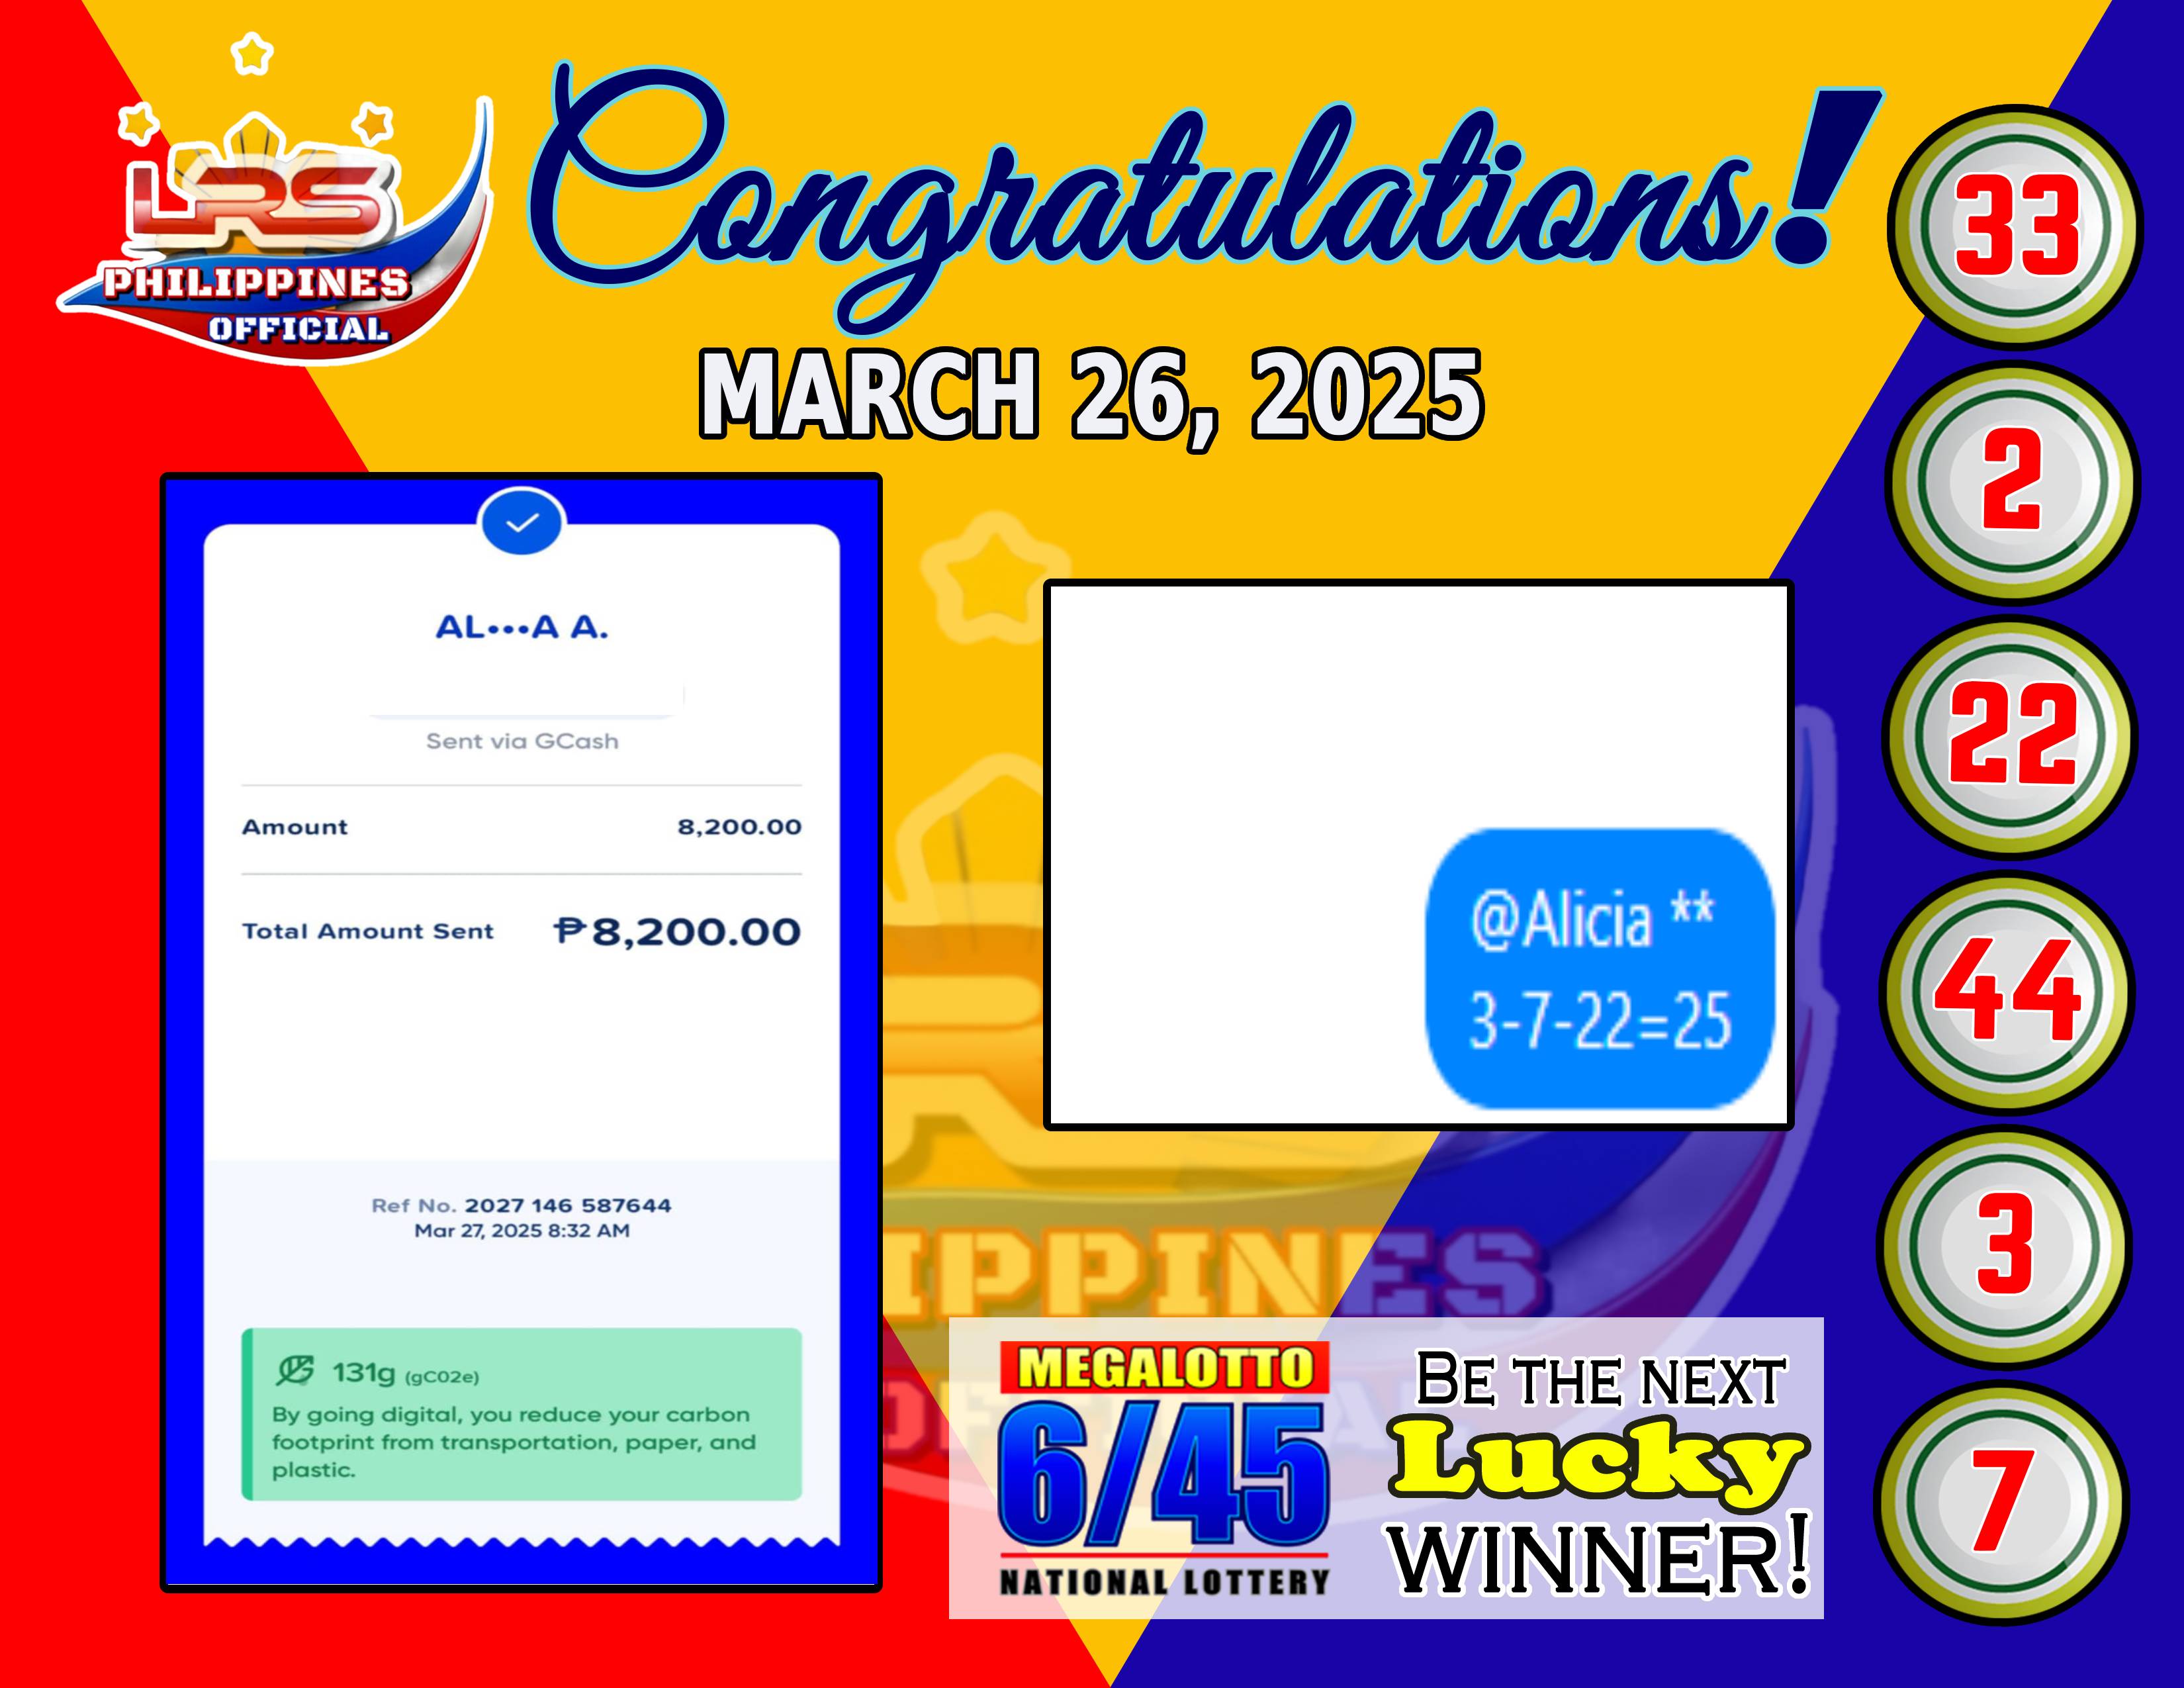 LRS
PHILIPPINES
OFFICIAL
Congratulations!
MARCH 26, 2025
AL•••A A.
Sent via GCash
Amount 8,200.00
Total Amount Sent ₱8,200.00
Ref No. 2027 146 587644
Mar 27, 2025 8:32 AM
131g (gC02e)
By going digital, you reduce your carbon
footprint from transportation, paper, and
plastic.
@Alicia **
3-7-22=25
IPPINES
MEGALOTTO
6/45
NATIONAL LOTTERY
BE THE NEXT
Lucky
WINNER!
33
2
22
44
3
7